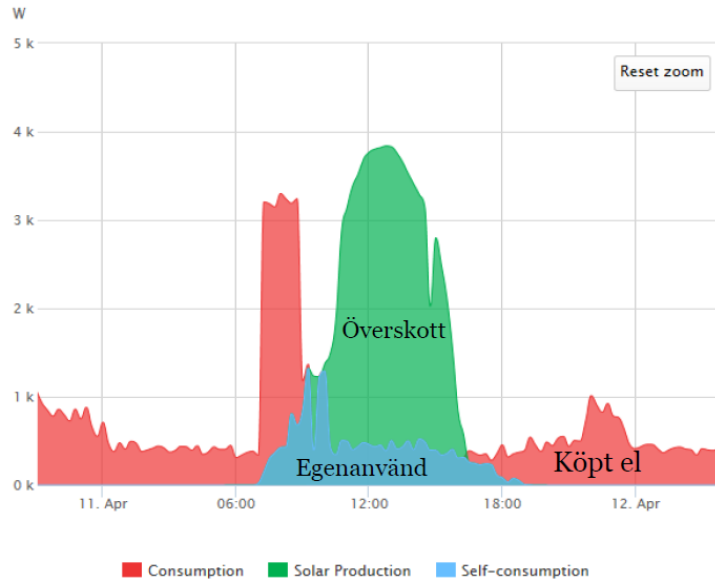 W
5 k
Reset zoom
4 k
3 k
2 k
Överskott
1 k
Egenanvänd
Köpt el
0 k
11. Apr
06:00
12:00
18:00
12. Apr
Consumption
Solar Production
Self-consumption